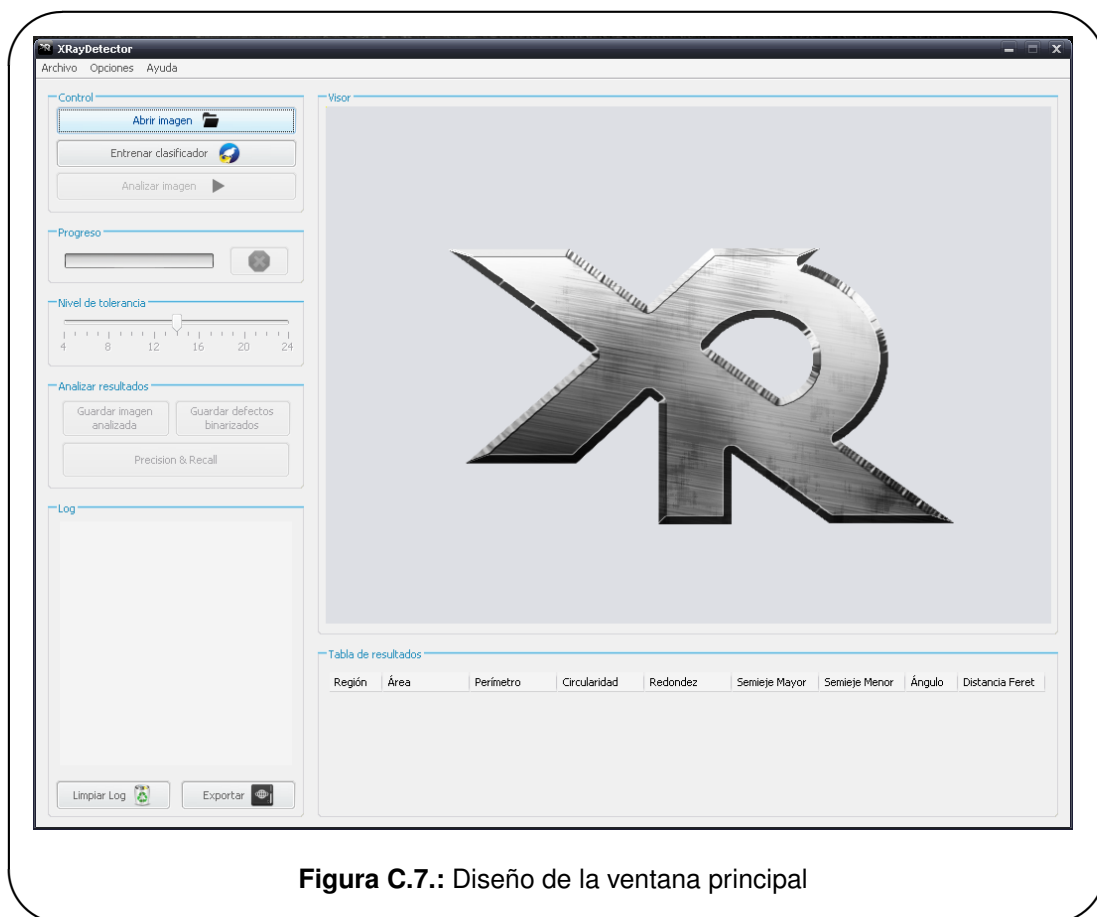 XRayDetector
Archivo Opciones Ayuda
Control
Abrir imagen
Entrenar clasificador
Analizar imagen
Progreso
Nivel de tolerancia
4 8 12 16 20 24
Analizar resultados
Guardar imagen analizada
Guardar defectos binarizados
Precision & Recall
Log
Limpiar Log
Exportar
Visor
XR
Tabla de resultados
Región Área Perímetro Circularidad Redondez Semieje Mayor Semieje Menor Ángulo Distancia Feret
Figura C.7.: Diseño de la ventana principal